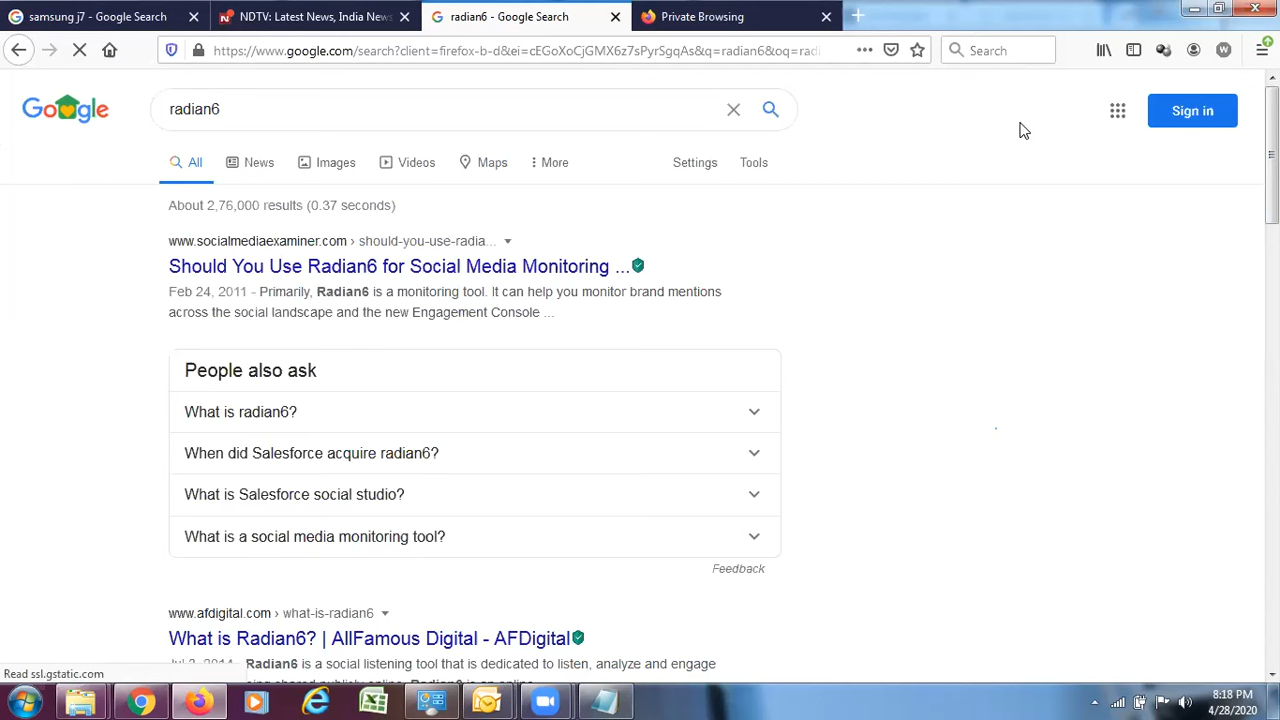 samsung j7 - Google Search
NDTV: Latest News, India News
radian6 - Google Search
Private Browsing
https://www.google.com/search?client=firefox-b-d&ei=cEGoXsCjGMX6z7sPyrSgqAs&q=radian6&oq=radi
Search
Google
radian6
Sign in
All
News
Images
Videos
Maps
More
Settings
Tools
About 2,76,000 results (0.37 seconds)
www.socialmediaexaminer.com › should-you-use-radia...
Should You Use Radian6 for Social Media Monitoring ...
Feb 24, 2011 - Primarily, Radian6 is a monitoring tool. It can help you monitor brand mentions
across the social landscape and the new Engagement Console ...
People also ask
What is radian6?
When did Salesforce acquire radian6?
What is Salesforce social studio?
What is a social media monitoring tool?
Feedback
www.afdigital.com › what-is-radian6
What is Radian6? | AllFamous Digital - AFDigital
Radian6 is a social listening tool that is dedicated to listen, analyze and engage
Read ssl.gstatic.com
8:18 PM
4/28/2020